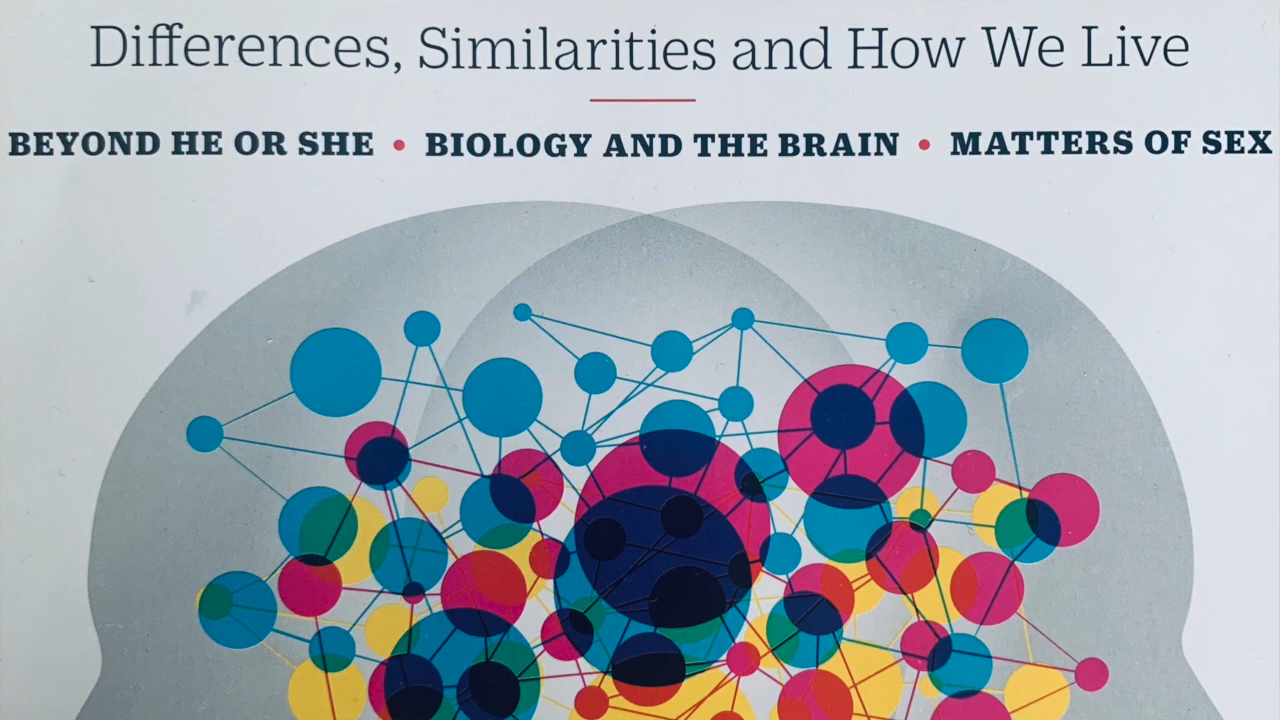 Differences, Similarities and How We Live
BEYOND HE OR SHE • BIOLOGY AND THE BRAIN • MATTERS OF SEX